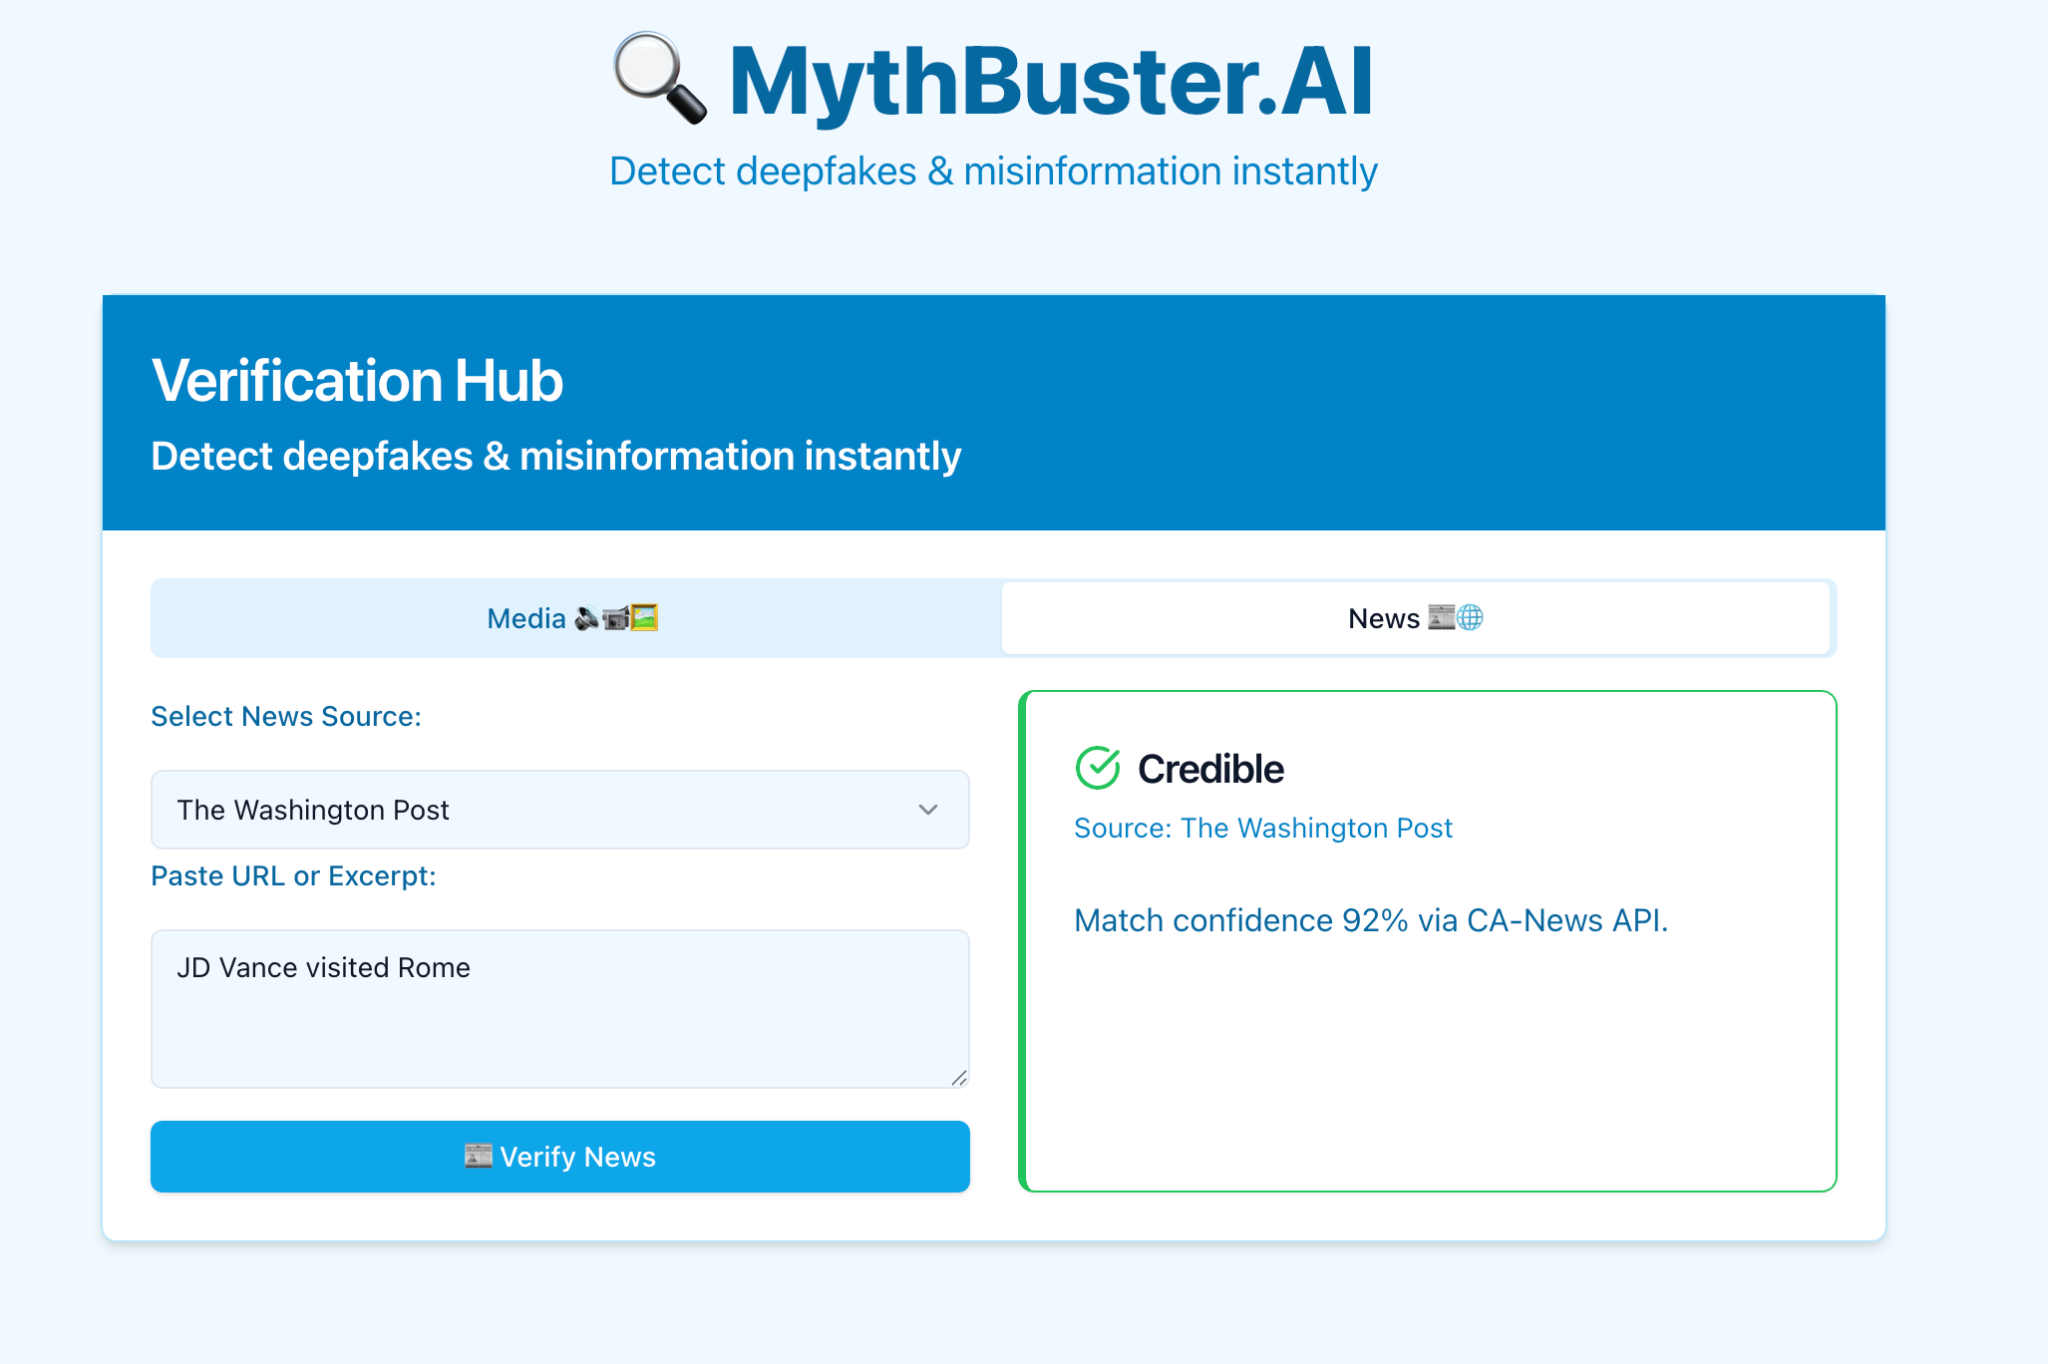 MythBuster.AI
Detect deepfakes & misinformation instantly
Verification Hub
Detect deepfakes & misinformation instantly
Media
News
Select News Source:
The Washington Post
Paste URL or Excerpt:
JD Vance visited Rome
Verify News
Credible
Source: The Washington Post
Match confidence 92% via CA-News API.